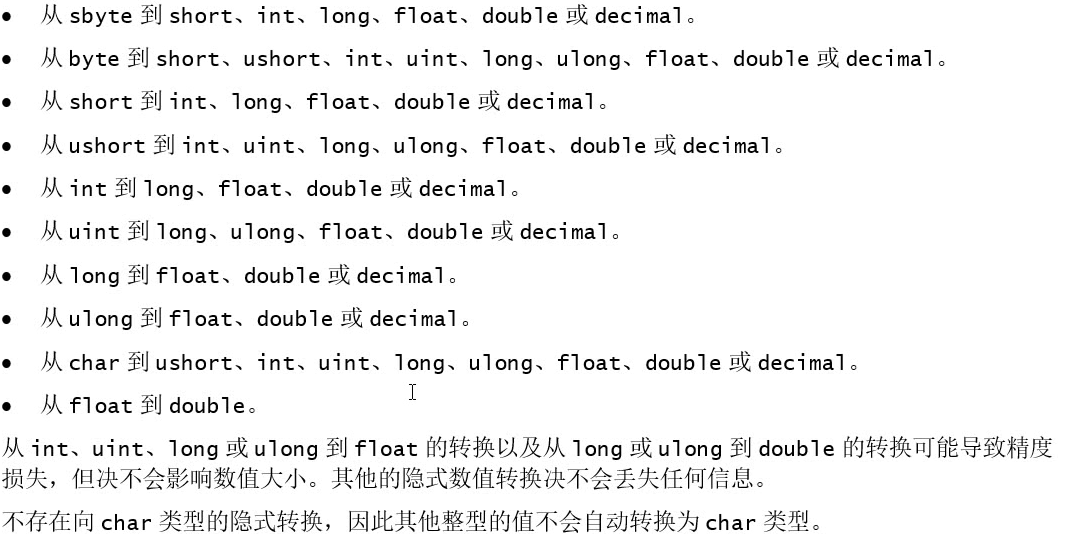 • 从 sbyte 到 short、int、long、float、double 或 decimal。
• 从 byte 到 short、ushort、int、uint、long、ulong、float、double 或 decimal。
• 从 short 到 int、long、float、double 或 decimal。
• 从 ushort 到 int、uint、long、ulong、float、double 或 decimal。
• 从 int 到 long、float、double 或 decimal。
• 从 uint 到 long、ulong、float、double 或 decimal。
• 从 long 到 float、double 或 decimal。
• 从 ulong 到 float、double 或 decimal。
• 从 char 到 ushort、int、uint、long、ulong、float、double 或 decimal。
• 从 float 到 double。
从 int、uint、long 或 ulong 到 float 的转换以及从 long 或 ulong 到 double 的转换可能导致精度
损失，但决不会影响数值大小。其他的隐式数值转换决不会丢失任何信息。
不存在向 char 类型的隐式转换，因此其他整型的值不会自动转换为 char 类型。